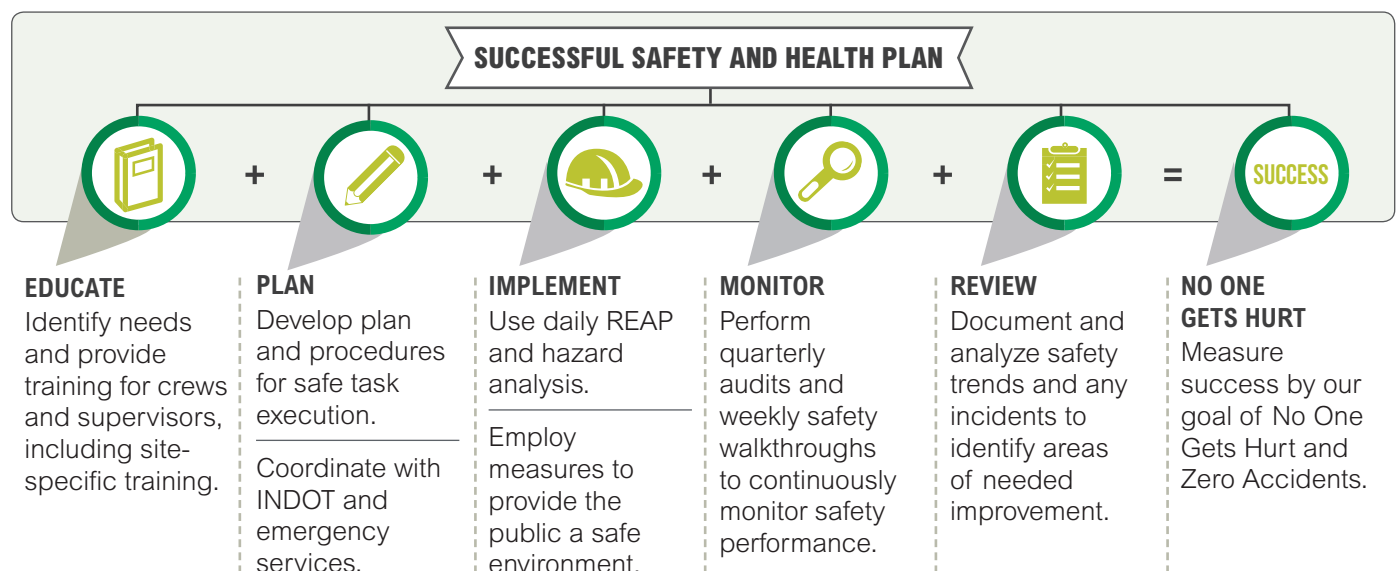 SUCCESSFUL SAFETY AND HEALTH PLAN
+
+
+
+
=
SUCCESS
EDUCATE
Identify needs
and provide
training for crews
and supervisors,
including site-
specific training.
PLAN
Develop plan
and procedures
for safe task
execution.
Coordinate with
INDOT and
emergency
services.
IMPLEMENT
Use daily REAP
and hazard
analysis.
Employ
measures to
provide the
public a safe
environment.
MONITOR
Perform
quarterly
audits and
weekly safety
walkthroughs
to continuously
monitor safety
performance.
REVIEW
Document and
analyze safety
trends and any
incidents to
identify areas
of needed
improvement.
NO ONE
GETS HURT
Measure
success by our
goal of No One
Gets Hurt and
Zero Accidents.